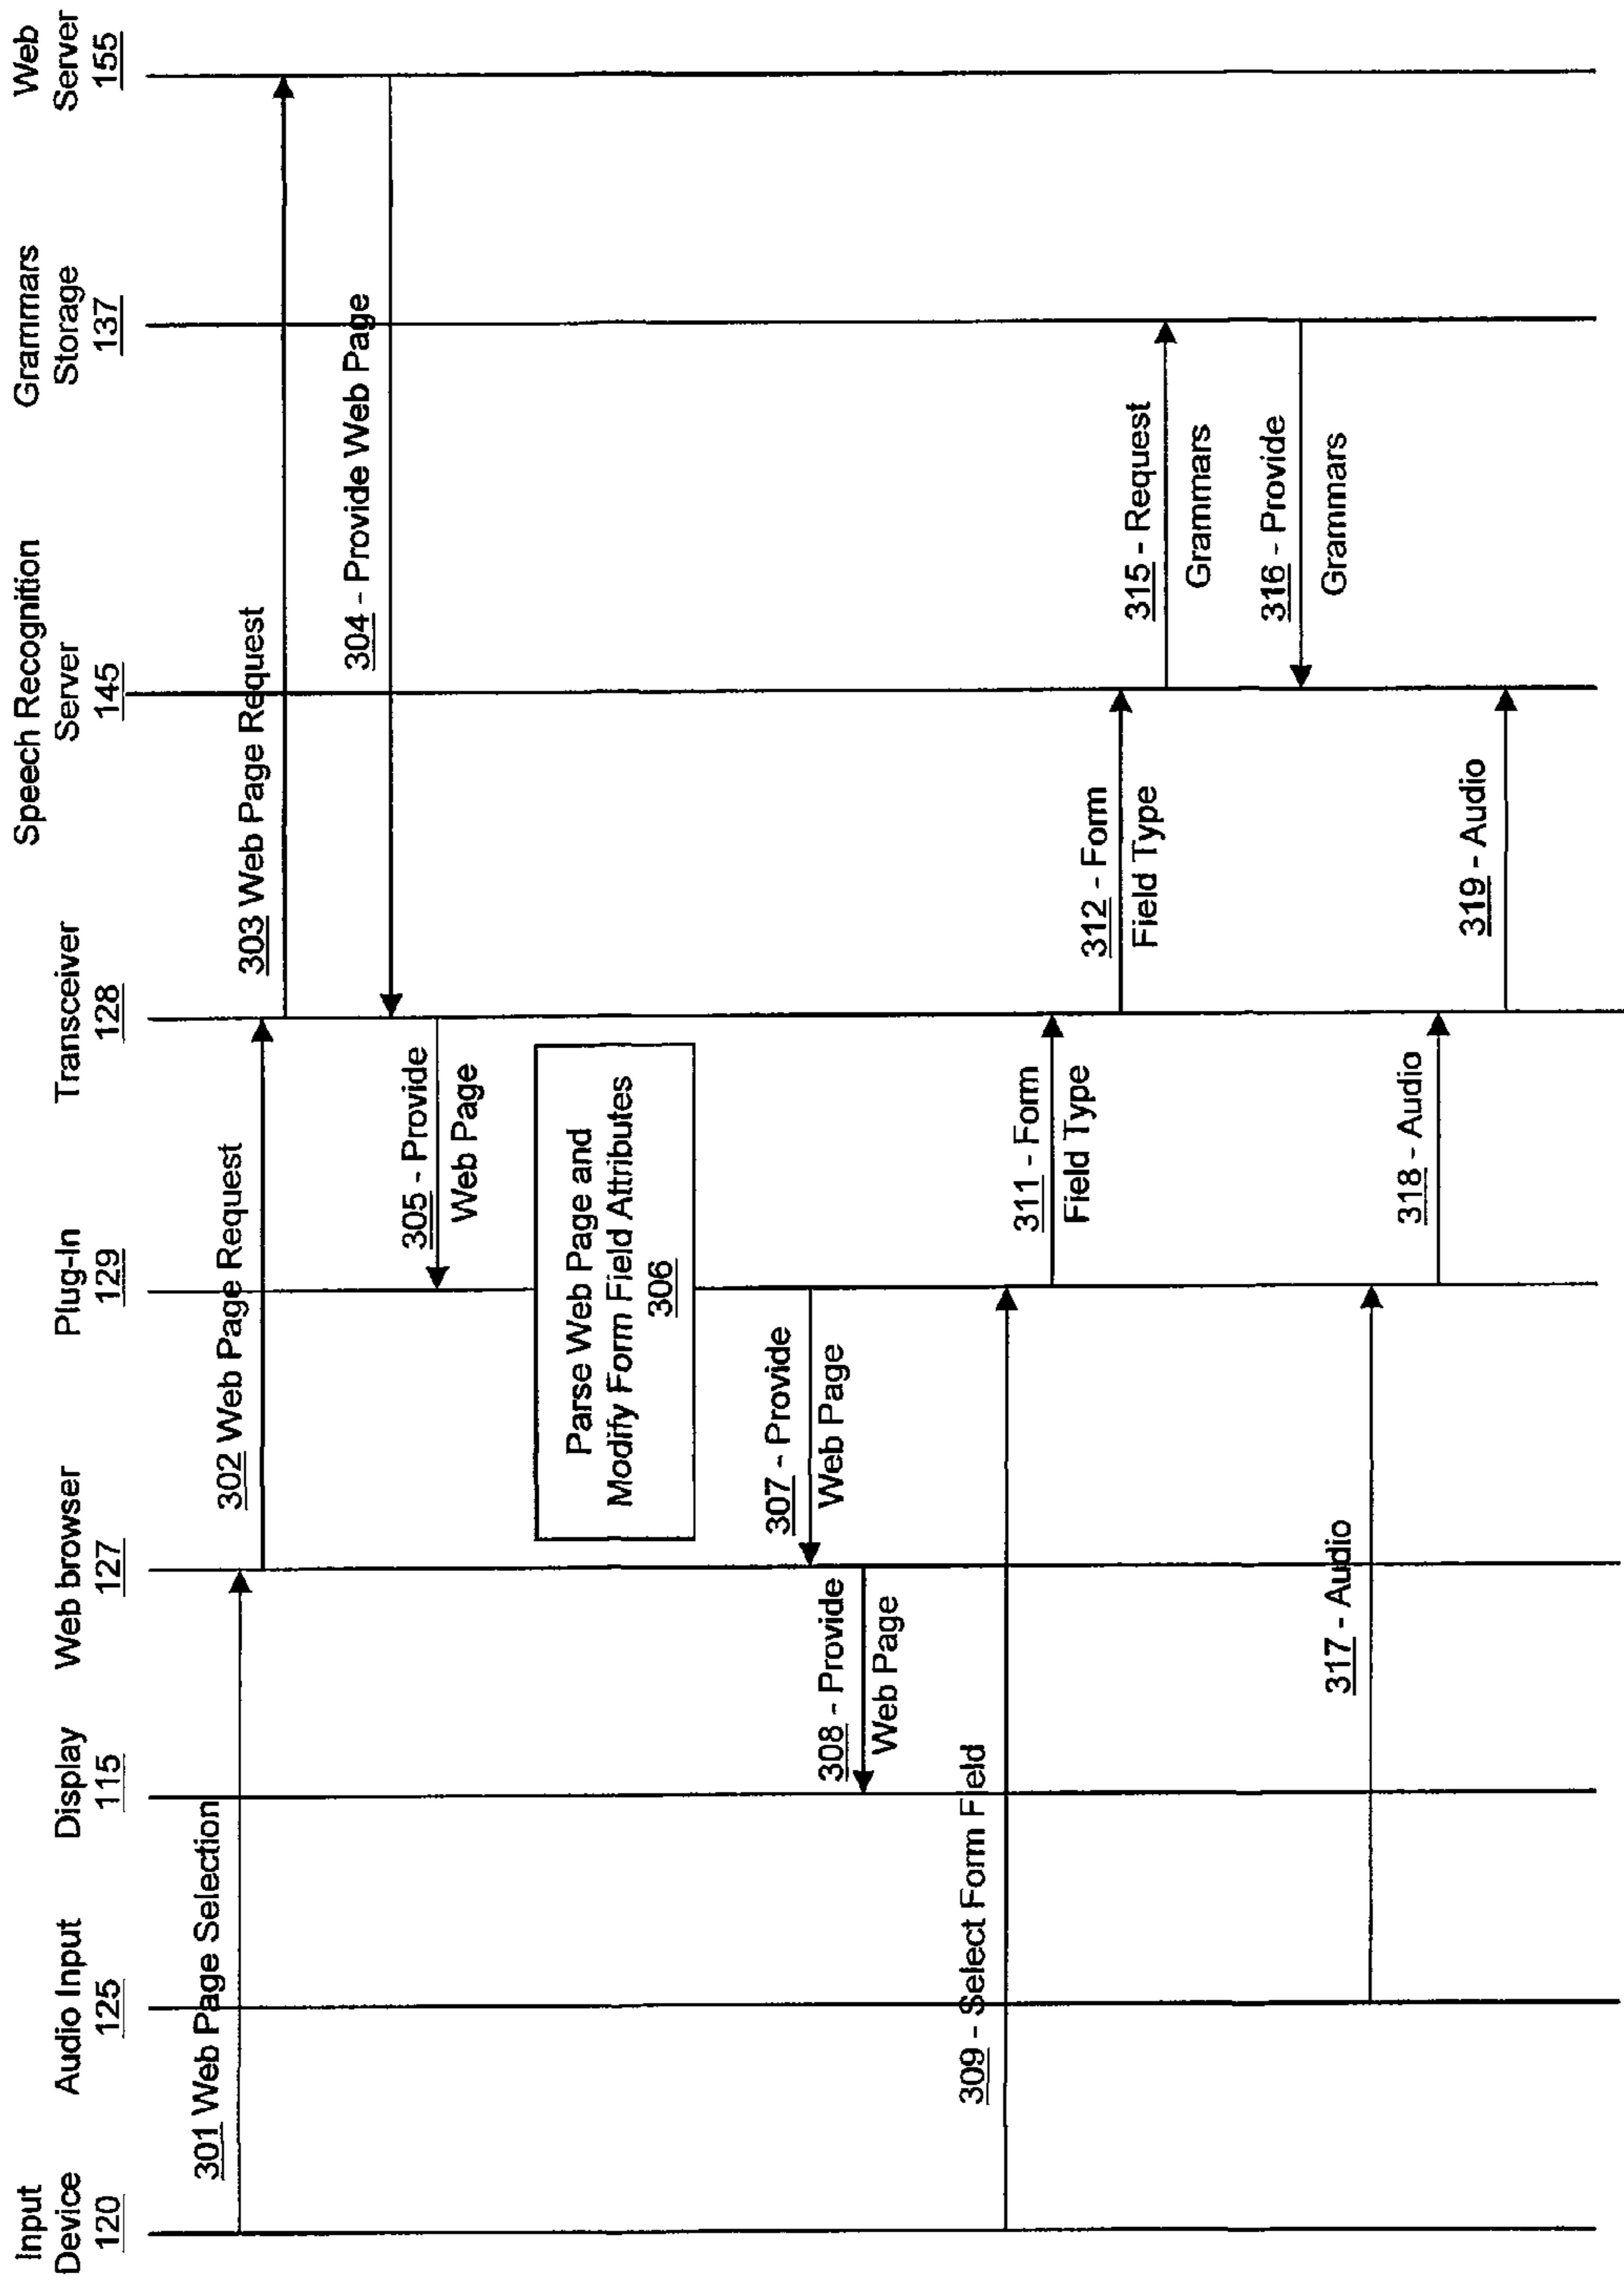 Input
Device
120
Audio Input
125
Display
115
Web browser
127
Plug-In
129
Transceiver
128
Speech Recognition
Server
145
Grammars
Storage
137
Web
Server
155
301 Web Page Selection
302 Web Page Request
303 Web Page Request
304 - Provide Web Page
305 - Provide
Web Page
Parse Web Page and
Modify Form Field Attributes
306
307 - Provide
Web Page
308 - Provide
Web Page
309 - Select Form Field
311 - Form
Field Type
312 - Form
Field Type
315 - Request
Grammars
316 - Provide
Grammars
317 - Audio
318 - Audio
319 - Audio